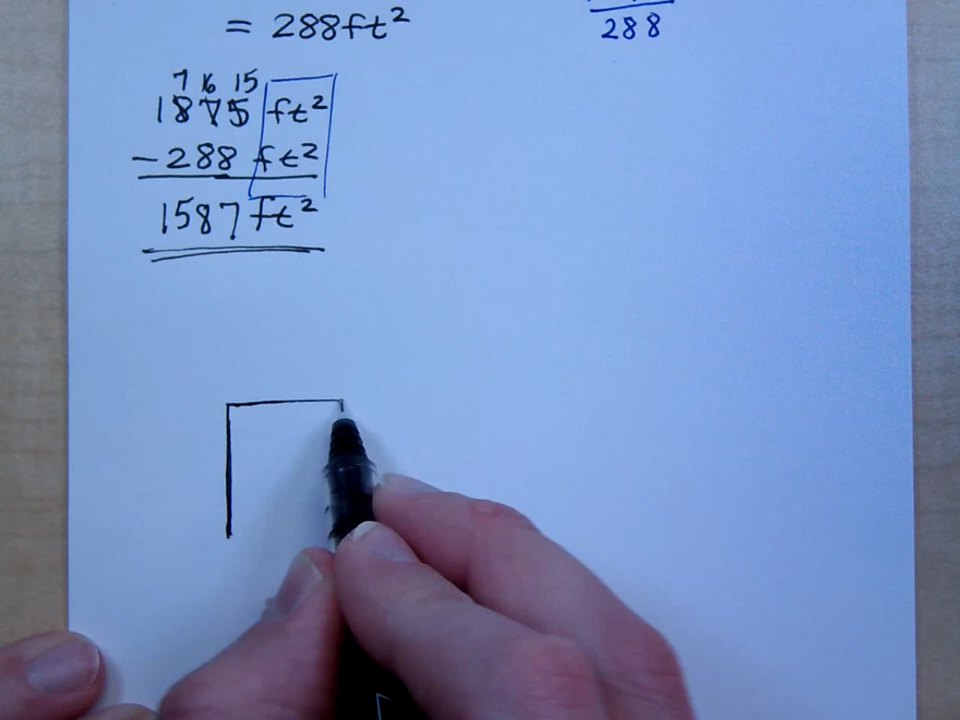 = 288ft²
288
7 16 15
1875 ft²
- 288 ft²
1587 ft²